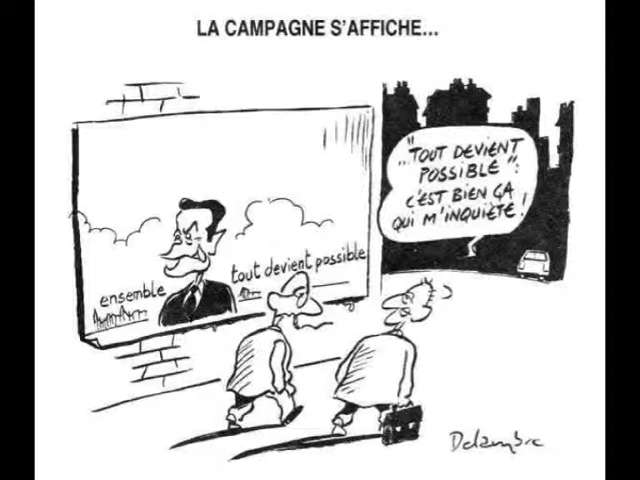 LA CAMPAGNE S'AFFICHE...
..."TOUT DEVIENT
POSSIBLE":
C'EST BIEN ÇA
QUI M'INQUIÈTE!
ensemble
tout devient possible
Delambre